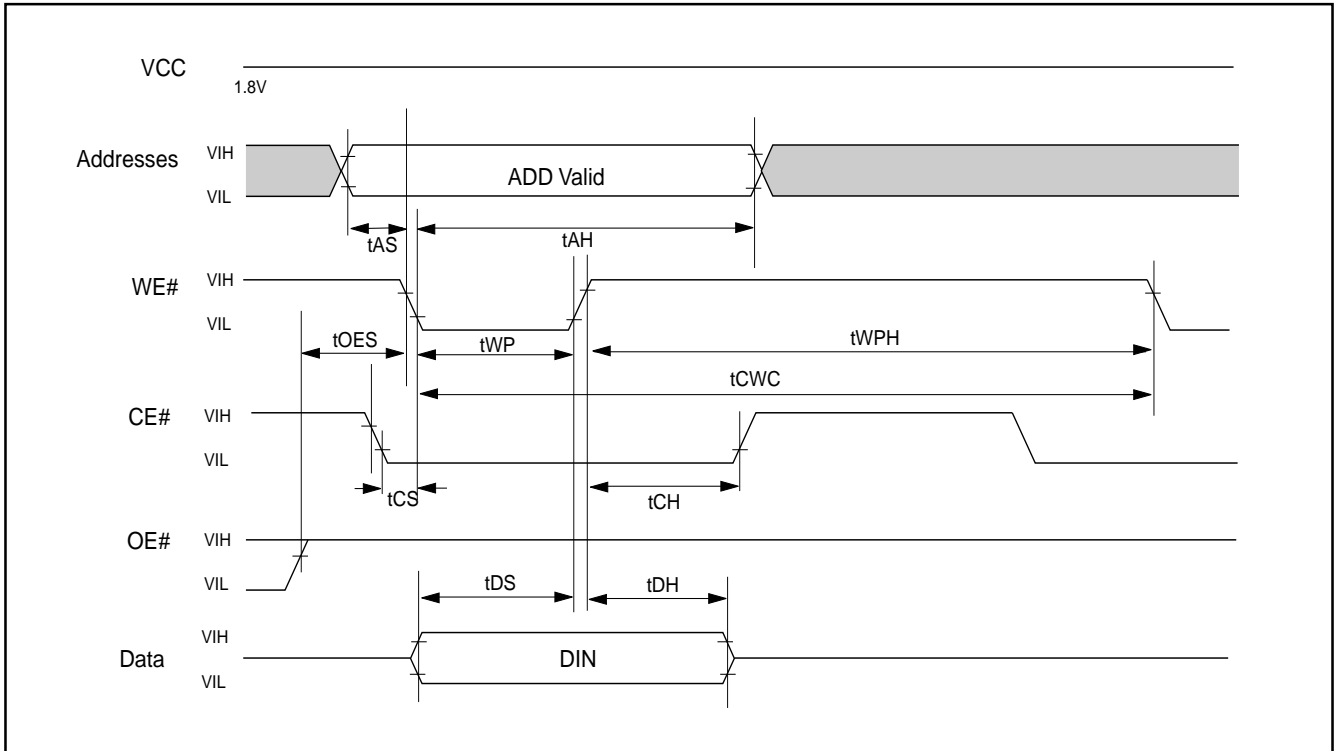 VCC
1.8V
Addresses
VIH
VIL
ADD Valid
tAS
tAH
WE#
VIH
VIL
tOES
tWP
tWPH
tCWC
CE#
VIH
VIL
tCS
tCH
OE#
VIH
VIL
tDS
tDH
Data
VIH
VIL
DIN